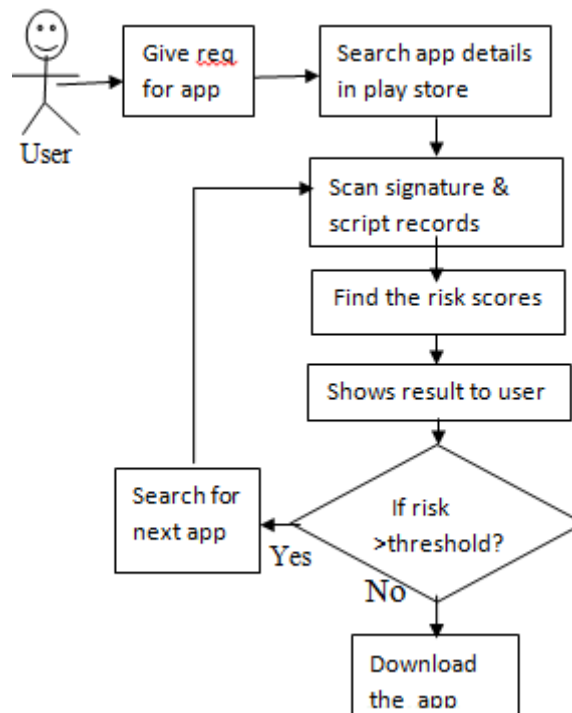 Give req
for app
Search app details
in play store
User
Scan signature &
script records
Find the risk scores
Shows result to user
If risk
>threshold?
Search for
next app
Yes
No
Download
the app